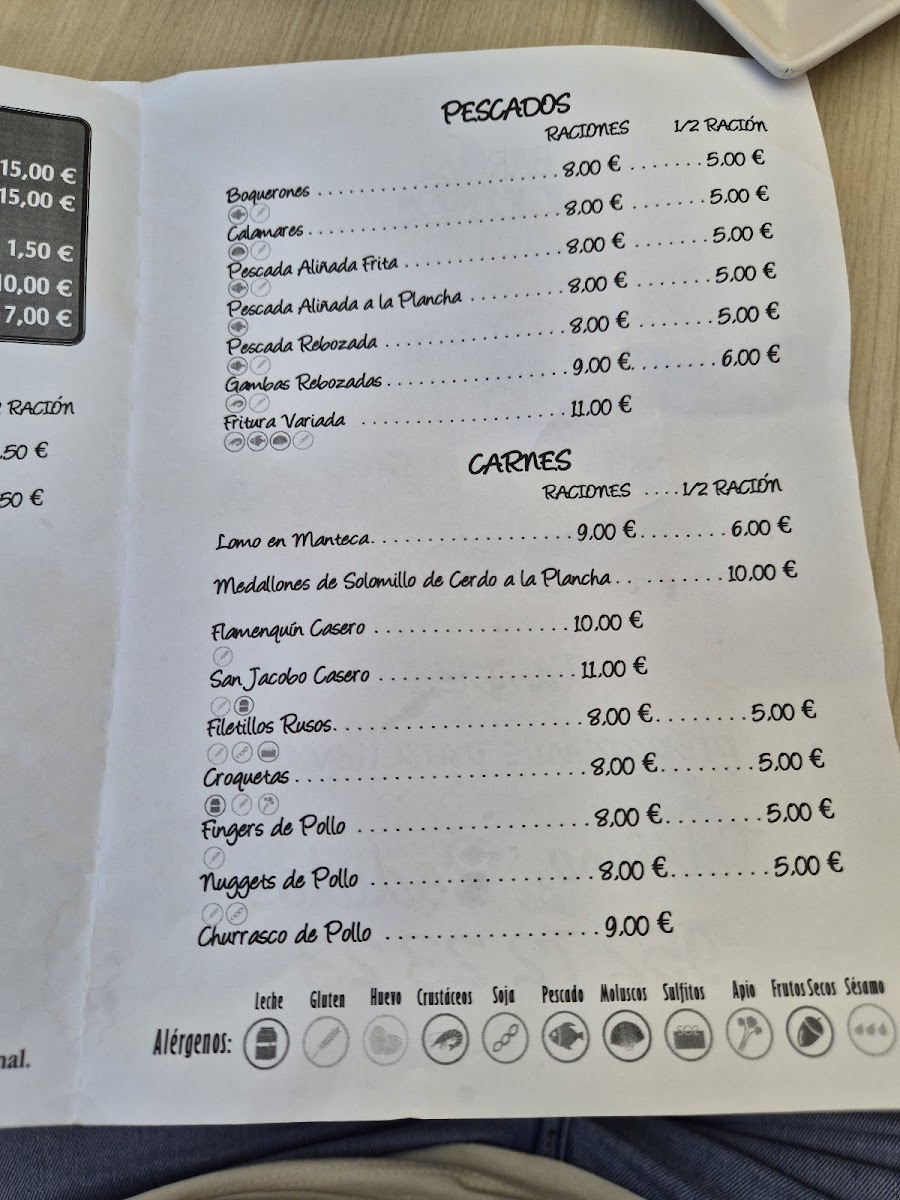 15,00 €
15,00 €
1,50 €
10,00 €
7,00 €
RACIÓN
,50 €
50 €
nal.
PESCADOS
RACIONES 1/2 RACIÓN
Boquerones ........................ 8,00 € ....... 5,00 €
Calamares ........................ 8,00 € ....... 5,00 €
Pescada Aliñada Frita ................ 8,00 € ....... 5,00 €
Pescada Aliñada a la Plancha ......... 8,00 € ....... 5,00 €
Pescada Rebozada .................. 8,00 € ....... 5,00 €
Gambas Rebozadas .................. 9,00 € ........ 6,00 €
Fritura Variada .................... 11,00 €
CARNES
RACIONES ....1/2 RACIÓN
Lomo en Manteca .................. 9,00 € ........ 6,00 €
Medallones de Solomillo de Cerdo a la Plancha .. ....... 10,00 €
Flamenquín Casero ................. 10,00 €
San Jacobo Casero ................. 11,00 €
Filetillos Rusos ...................... 8,00 € ........ 5,00 €
Croquetas .......................... 8,00 € ........ 5,00 €
Fingers de Pollo .................... 8,00 € ........ 5,00 €
Nuggets de Pollo .................... 8,00 € ........ 5,00 €
Churrasco de Pollo .................. 9,00 €
Leche Gluten Huevo Crustáceos Soja Pescado Moluscos Sulfitos Apio Frutos Secos Sésamo
Alérgenos: